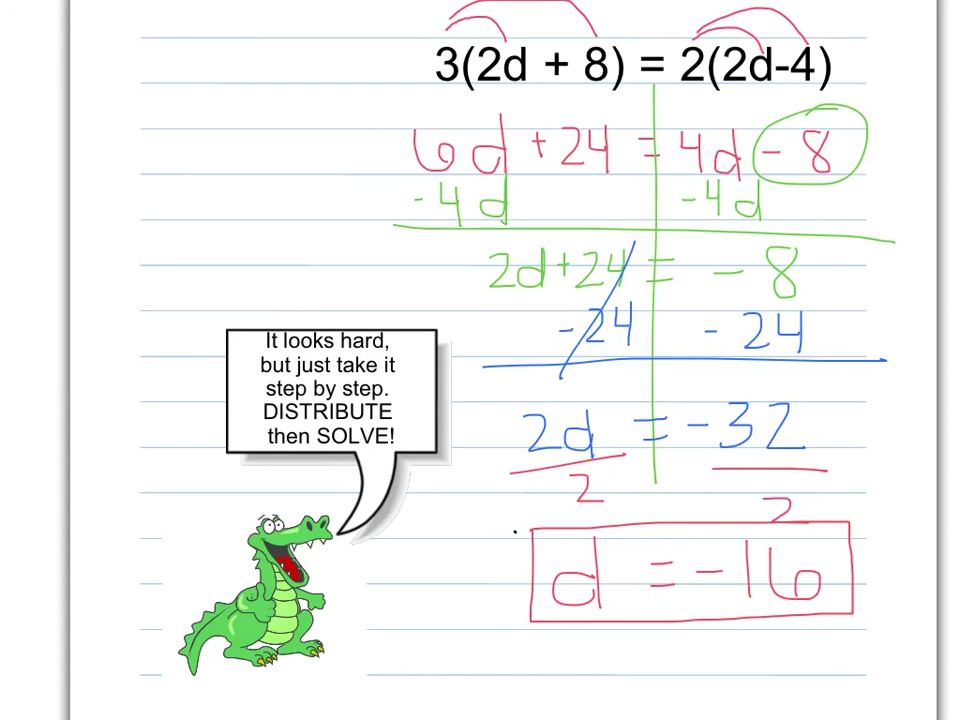 3(2d + 8) = 2(2d-4)
6d + 24 = 4d - 8
-4d -4d
2d+24 = - 8
-24 - 24
2d = -32
2 2
d = -16
It looks hard,
but just take it
step by step.
DISTRIBUTE
then SOLVE!